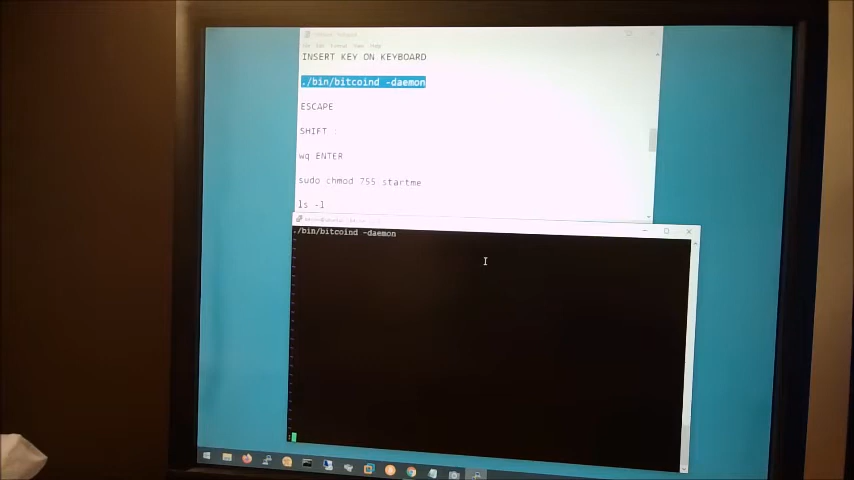 INSERT KEY ON KEYBOARD
./bin/bitcoind -daemon
ESCAPE
SHIFT :
wq ENTER
sudo chmod 755 startme
ls -l
./bin/bitcoind -daemon
~
: